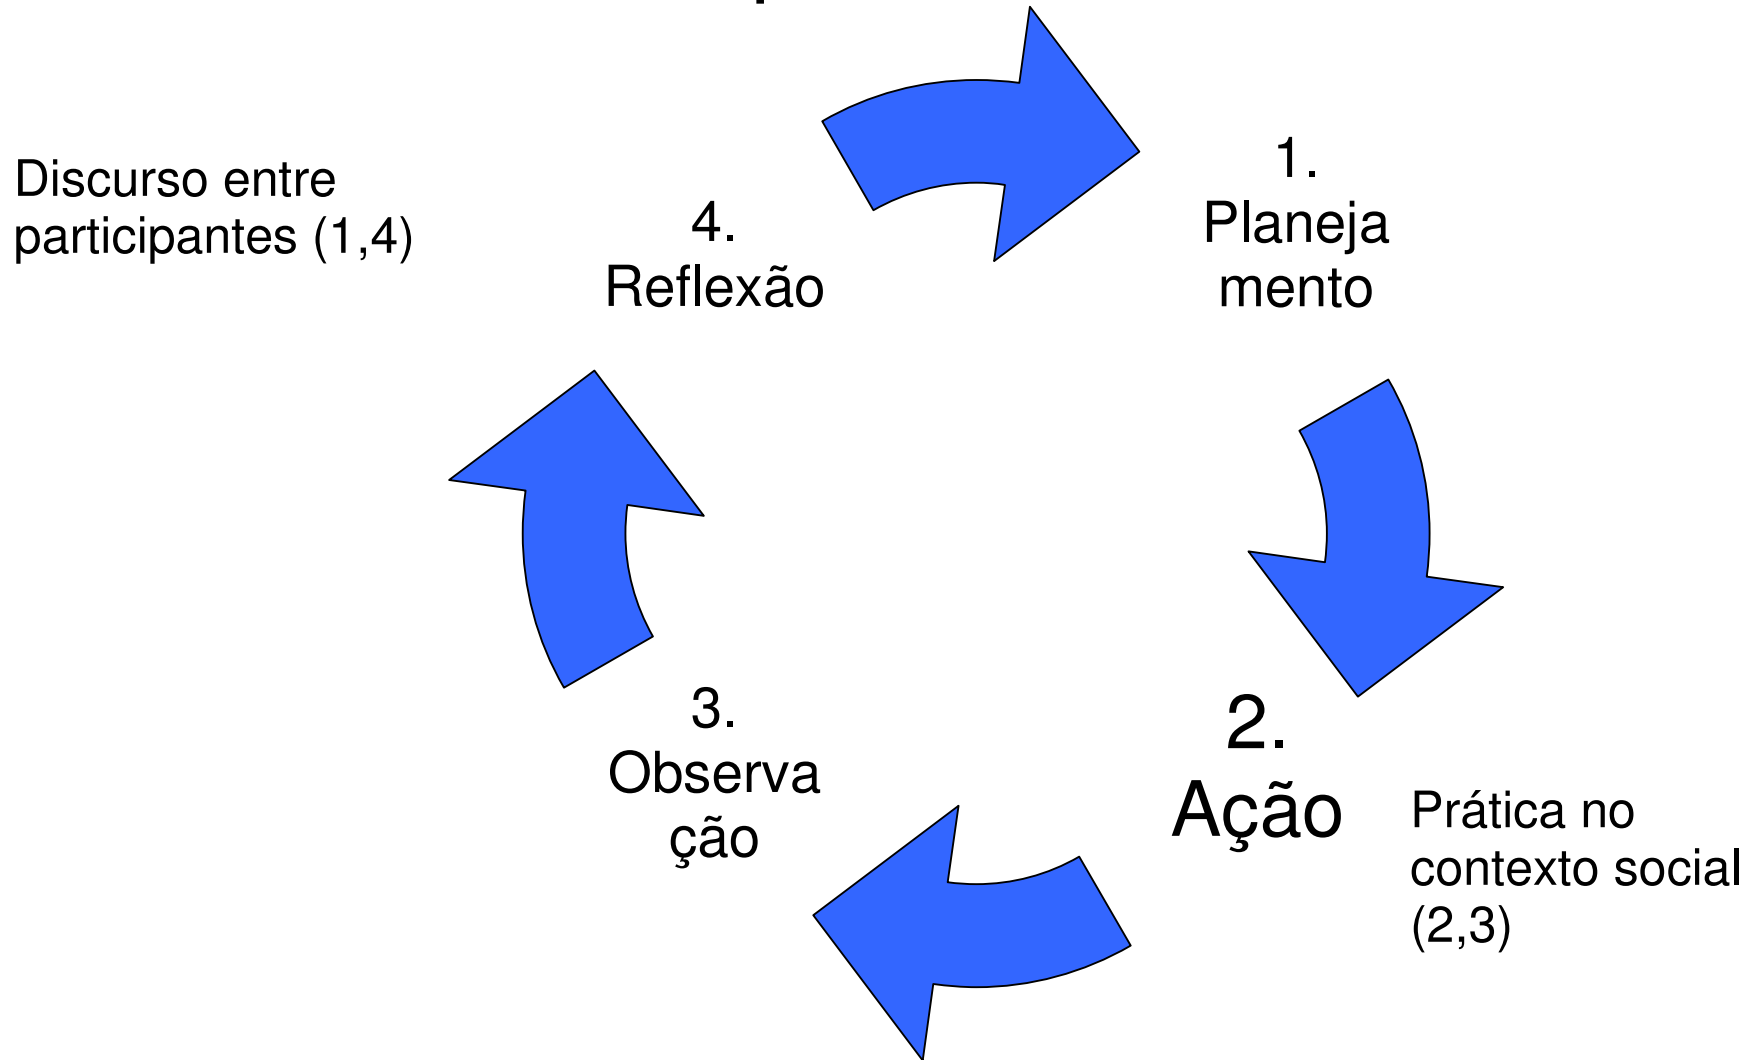 Discurso entre
participantes (1,4)
4.
Reflexão
1.
Planeja
mento
3.
Observa
ção
2.
Ação
Prática no
contexto social
(2,3)